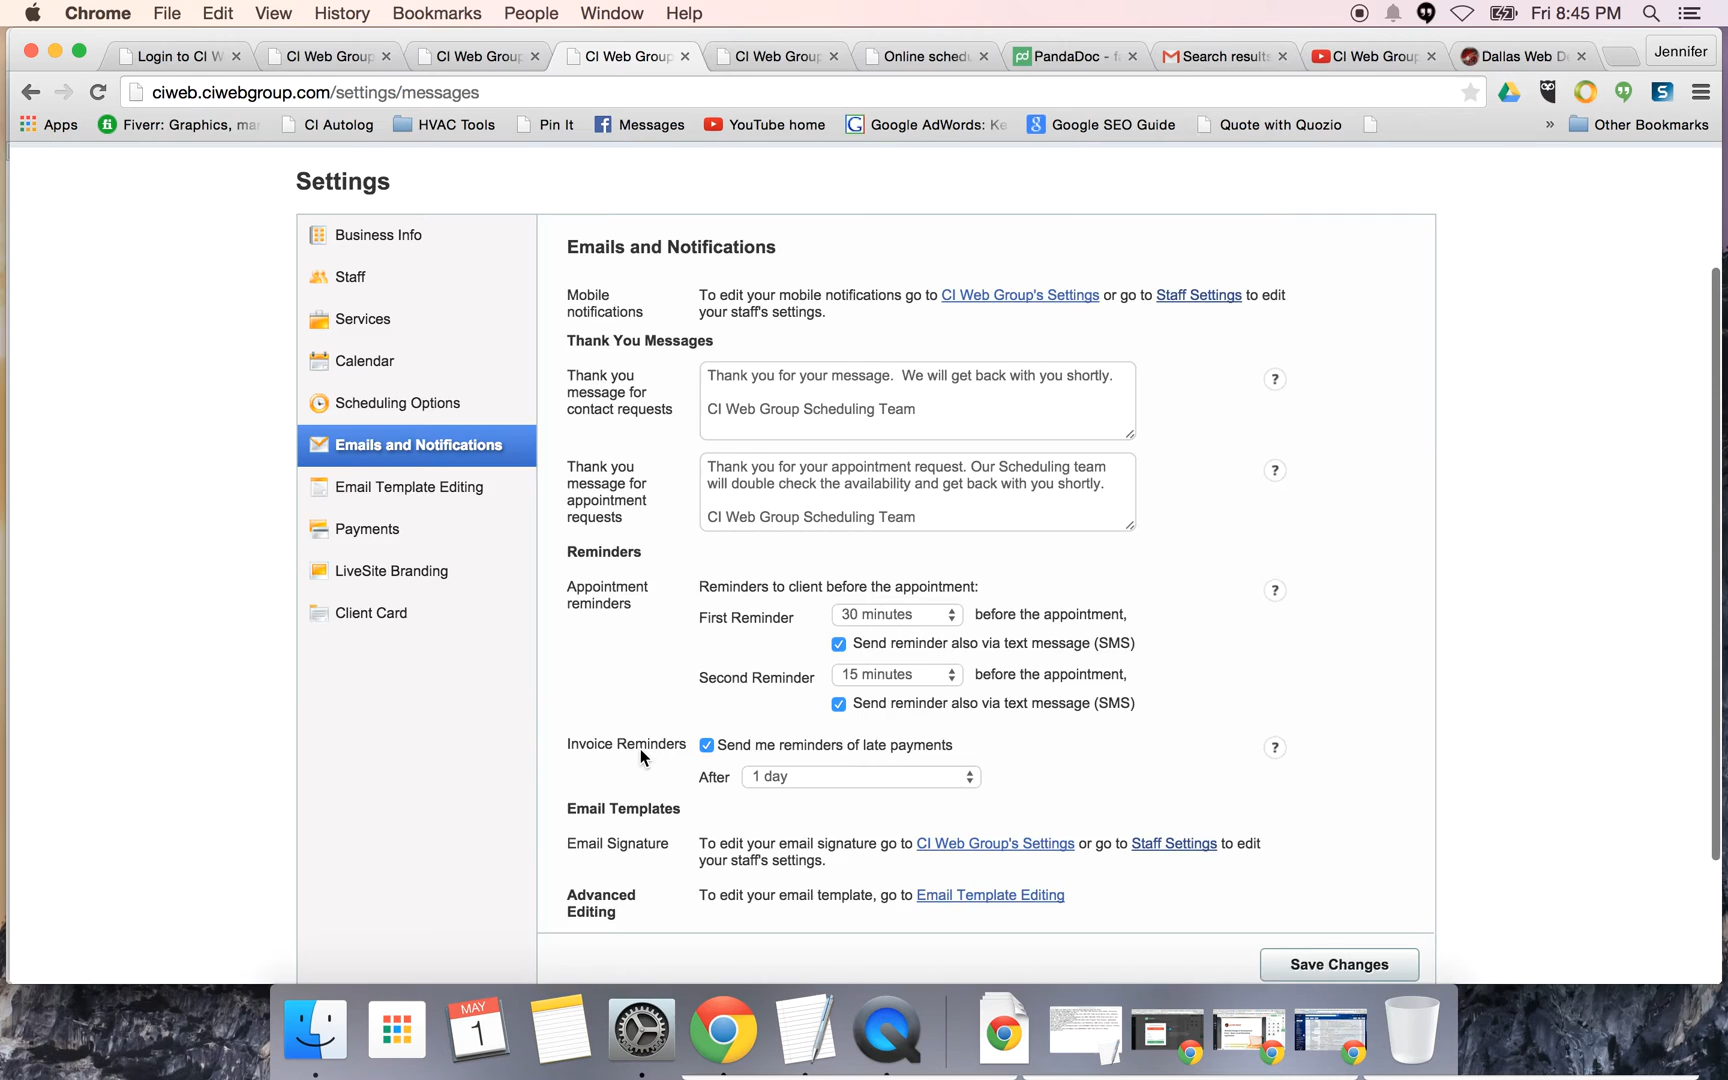 Chrome File Edit View History Bookmarks People Window Help Fri 8:45 PM
Login to CI W CI Web Group CI Web Group CI Web Group CI Web Group Online schedu PandaDoc - Search results CI Web Group Dallas Web D Jennifer
ciweb.ciwebgroup.com/settings/messages
Apps Fiverr: Graphics, mar CI Autolog HVAC Tools Pin It Messages YouTube home Google AdWords: Ke Google SEO Guide Quote with Quozio » Other Bookmarks
Settings
Business Info
Staff
Services
Calendar
Scheduling Options
Emails and Notifications
Email Template Editing
Payments
LiveSite Branding
Client Card
Emails and Notifications
Mobile notifications
To edit your mobile notifications go to CI Web Group's Settings or go to Staff Settings to edit
your staff's settings.
Thank You Messages
Thank you
message for
contact requests
Thank you for your message. We will get back with you shortly.
CI Web Group Scheduling Team
?
Thank you
message for
appointment
requests
Thank you for your appointment request. Our Scheduling team
will double check the availability and get back with you shortly.
CI Web Group Scheduling Team
?
Reminders
Appointment
reminders
Reminders to client before the appointment:
?
First Reminder 30 minutes before the appointment,
Send reminder also via text message (SMS)
Second Reminder 15 minutes before the appointment,
Send reminder also via text message (SMS)
Invoice Reminders Send me reminders of late payments ?
After 1 day
Email Templates
Email Signature To edit your email signature go to CI Web Group's Settings or go to Staff Settings to edit
your staff's settings.
Advanced
Editing
To edit your email template, go to Email Template Editing
Save Changes
MAY
1